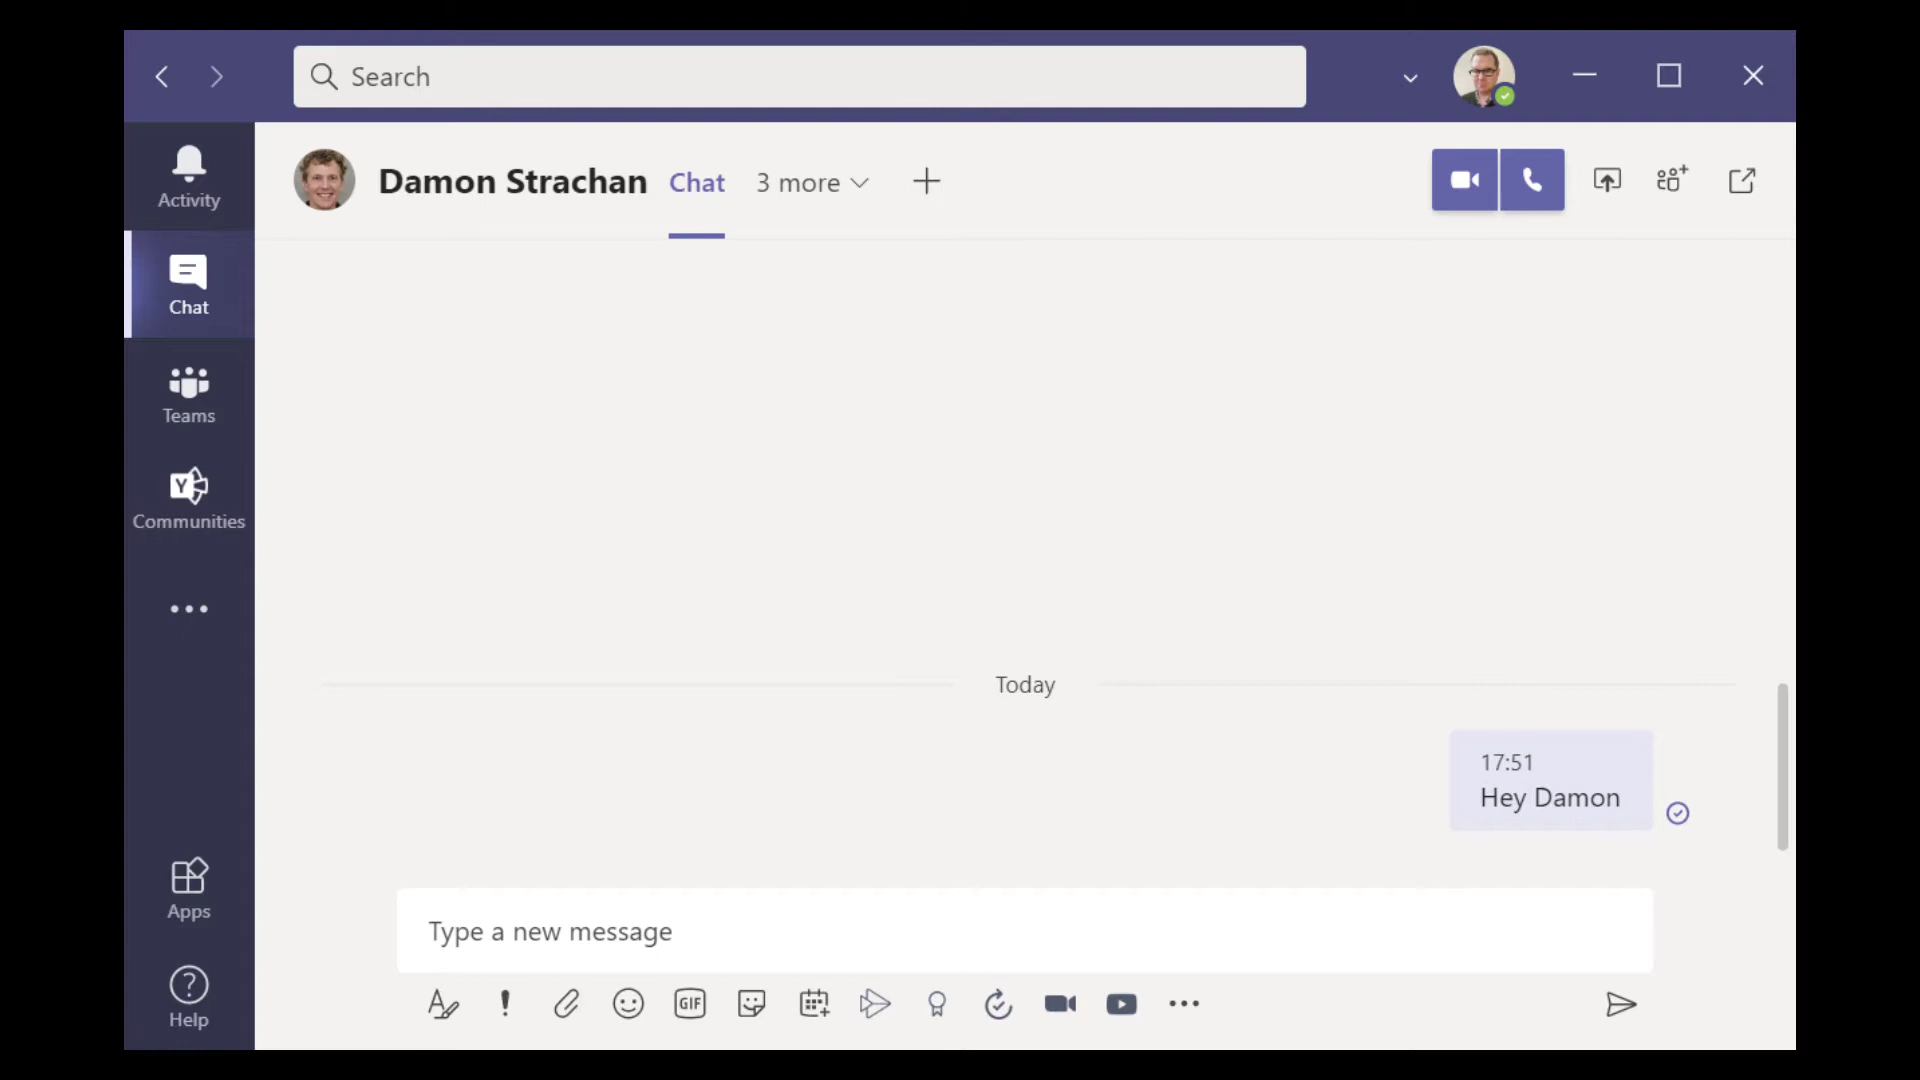 Search
Activity
Chat
Teams
Y
Communities
Apps
Help
Damon Strachan Chat 3 more
Today
17:51
Hey Damon
Type a new message
GIF